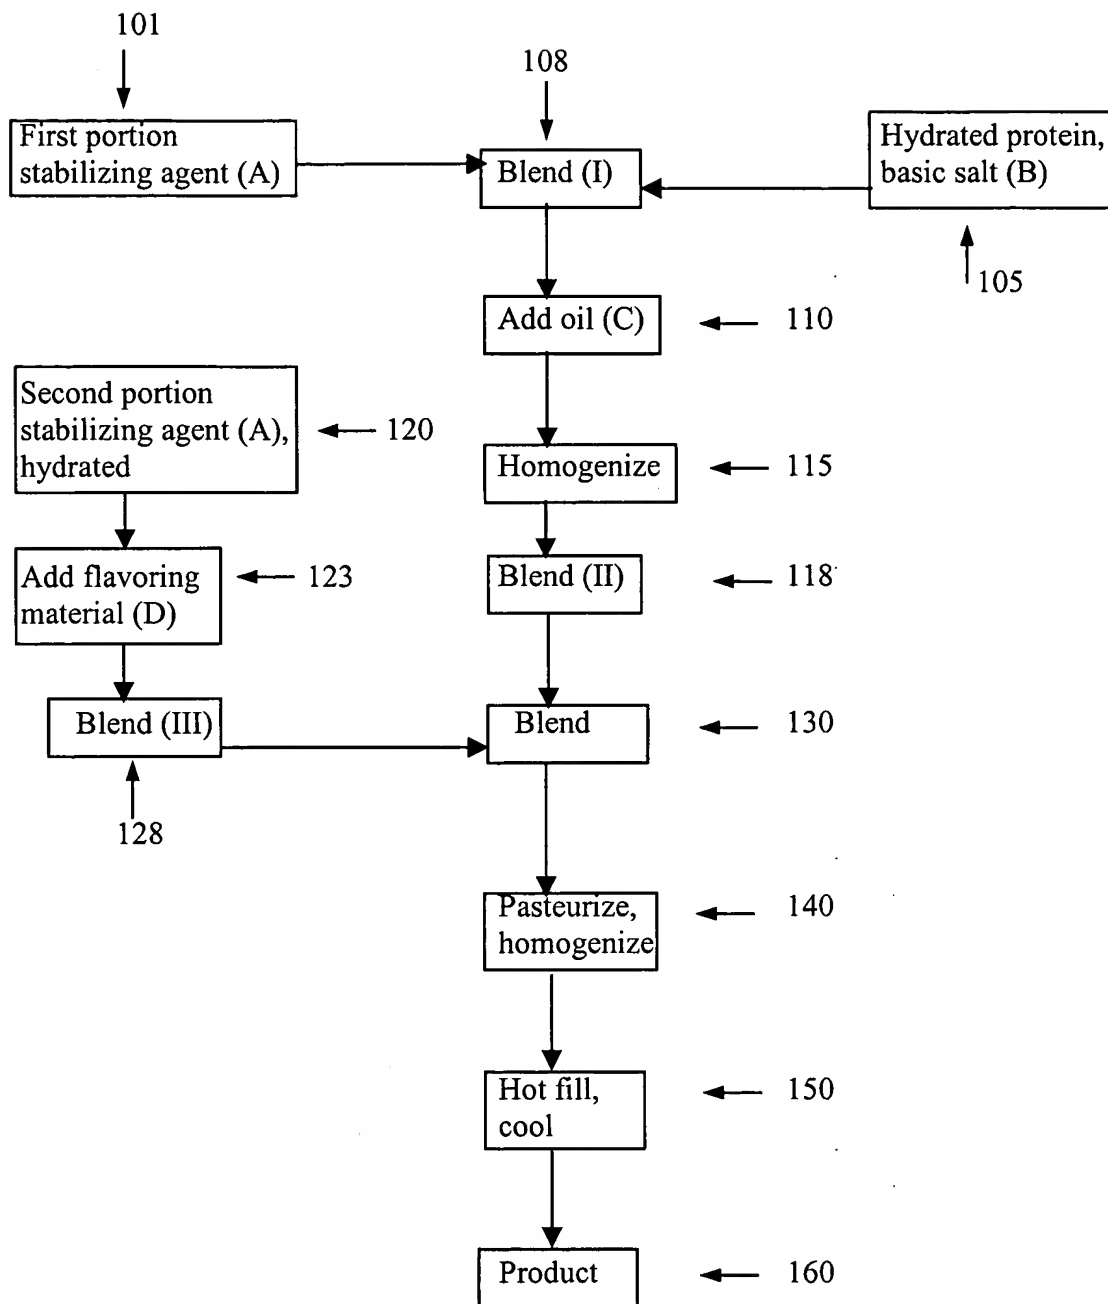 101
108
First portion
stabilizing agent (A)
Blend (I)
Hydrated protein,
basic salt (B)
105
Add oil (C)
110
Second portion
stabilizing agent (A),
hydrated
120
Homogenize
115
Add flavoring
material (D)
123
Blend (II)
118
Blend (III)
128
Blend
130
Pasteurize,
homogenize
140
Hot fill,
cool
150
Product
160